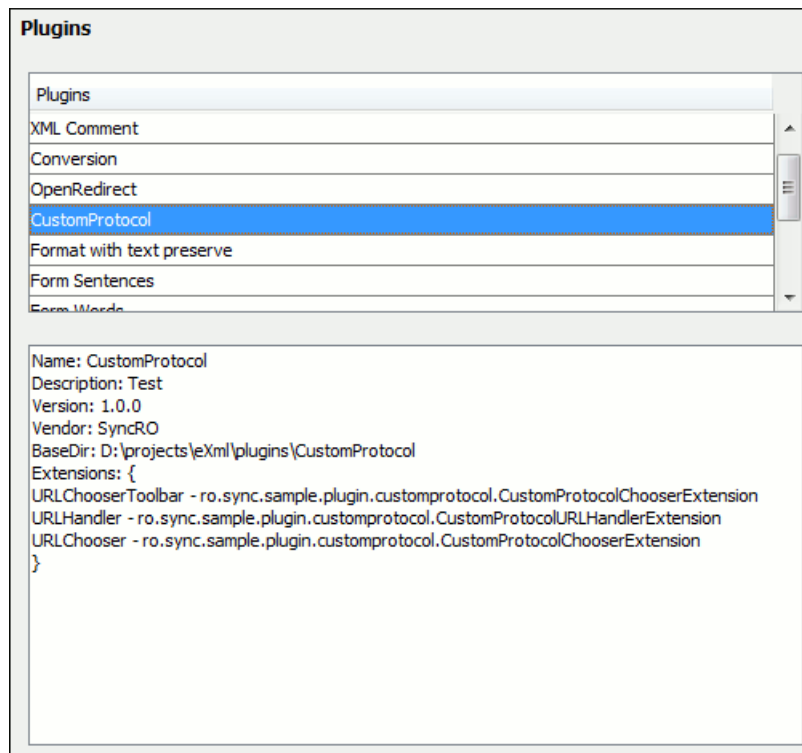 Plugins
Plugins
XML Comment
Conversion
OpenRedirect
CustomProtocol
Format with text preserve
Form Sentences
Form Words
Name: CustomProtocol
Description: Test
Version: 1.0.0
Vendor: SyncRO
BaseDir: D:\projects\eXml\plugins\CustomProtocol
Extensions: {
URLChooserToolbar - ro.sync.sample.plugin.customprotocol.CustomProtocolChooserExtension
URLHandler - ro.sync.sample.plugin.customprotocol.CustomProtocolURLHandlerExtension
URLChooser - ro.sync.sample.plugin.customprotocol.CustomProtocolChooserExtension
}